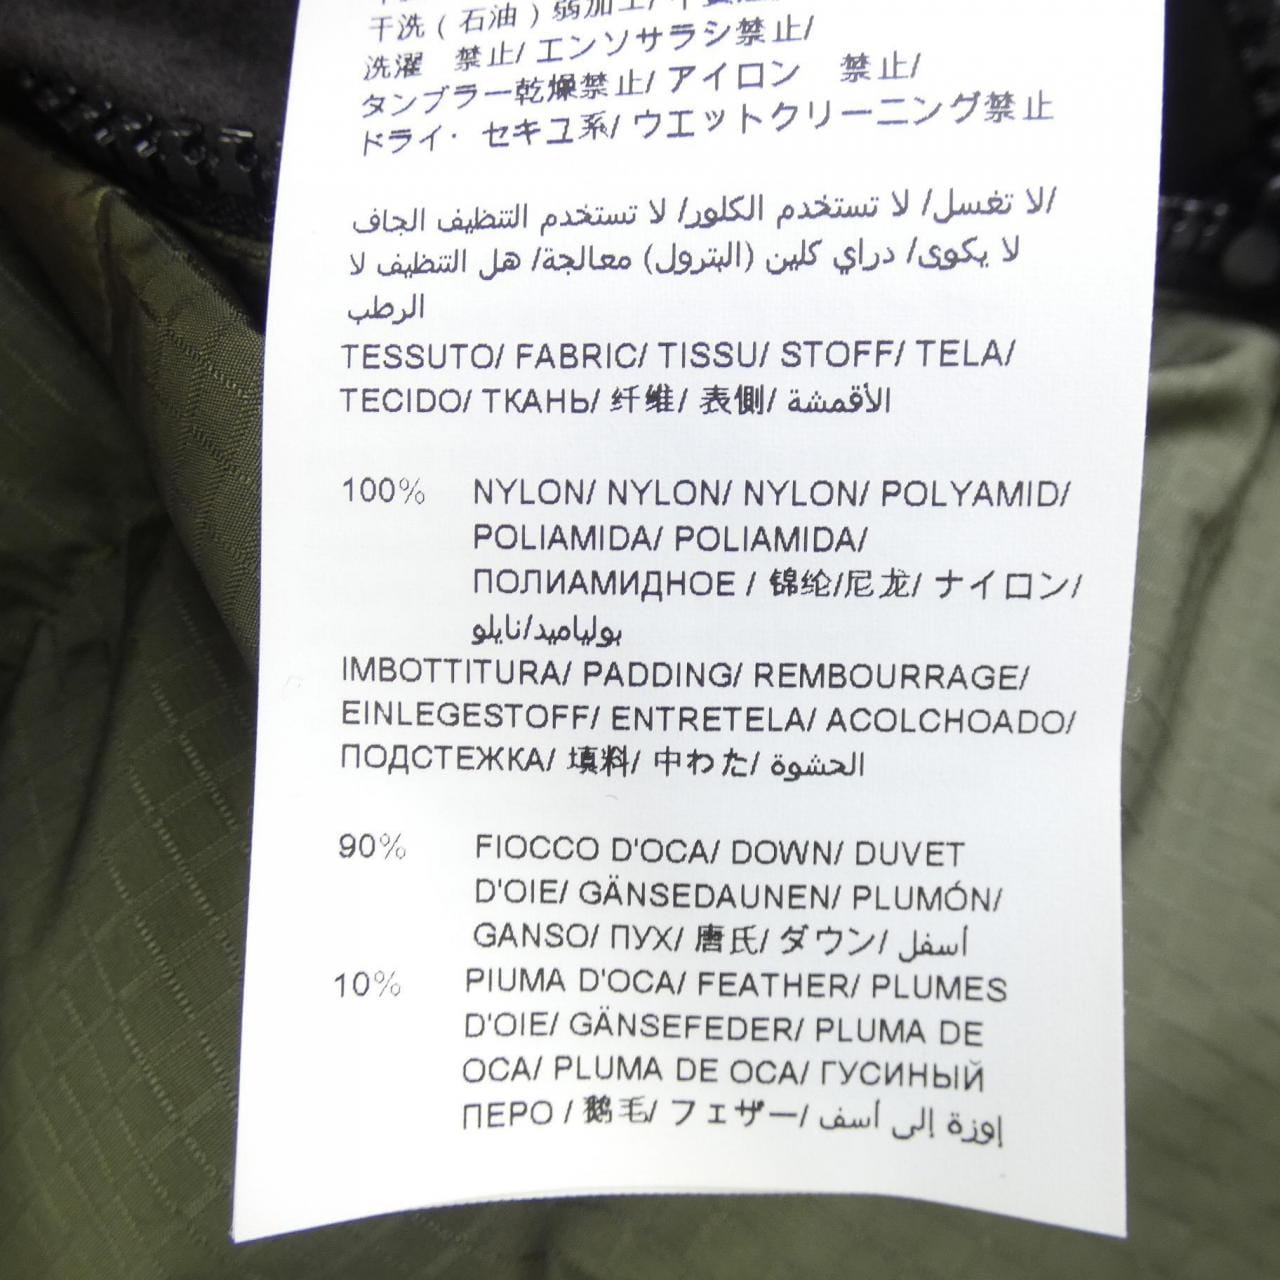 干洗 ( 石油 ) 弱加工/
洗濯 禁止/ エンソサラシ禁止/
タンブラー乾燥禁止/ アイロン 禁止/
ドライ· セキユ系/ ウエットクリーニング禁止
لا تغسل/ لا تستخدم الكلور/ لا تستخدم التنظيف الجاف/
لا يكوى/ دراي كلين (البترول) معالجة/ هل التنظيف لا
الرطب
TESSUTO/ FABRIC/ TISSU/ STOFF/ TELA/
TECIDO/ ТКАНЬ/ 纤维/ 表側/ الأقمشة
100% NYLON/ NYLON/ NYLON/ POLYAMID/
POLIAMIDA/ POLIAMIDA/
ПОЛИАМИДНОЕ / 锦纶/尼龙/ ナイロン/
بولياميد/نايلو
IMBOTTITURA/ PADDING/ REMBOURRAGE/
EINLEGESTOFF/ ENTRETELA/ ACOLCHOADO/
ПОДСТЕЖКА/ 填料/ 中わた/ الحشوة
90% FIOCCO D'OCA/ DOWN/ DUVET
D'OIE/ GÄNSEDAUNEN/ PLUMÓN/
GANSO/ ПУХ/ 唐氏/ ダウン/ أسفل
10% PIUMA D'OCA/ FEATHER/ PLUMES
D'OIE/ GÄNSEFEDER/ PLUMA DE
OCA/ PLUMA DE OCA/ ГУСИНЫЙ
ПЕРО / 鹅毛/ フェザー/ إوزة إلى أسف